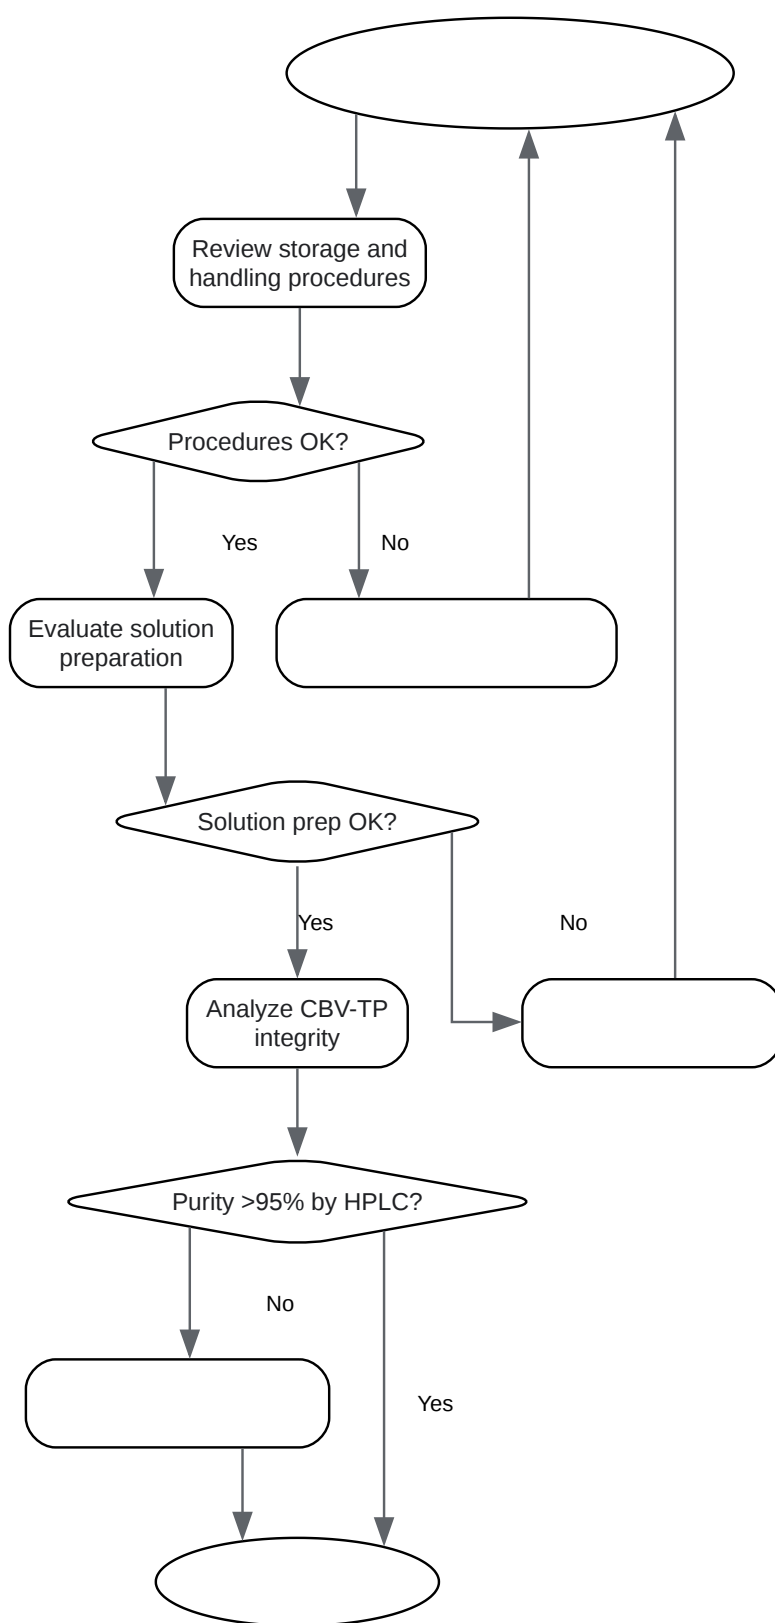 Review storage and
handling procedures
Procedures OK?
Yes
No
Evaluate solution
preparation
Solution prep OK?
Yes
No
Analyze CBV-TP
integrity
Purity >95% by HPLC?
No
Yes